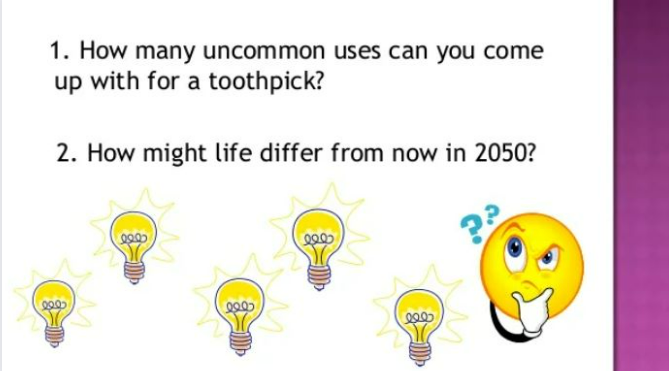 1. How many uncommon uses can you come
up with for a toothpick?
2. How might life differ from now in 2050?
??